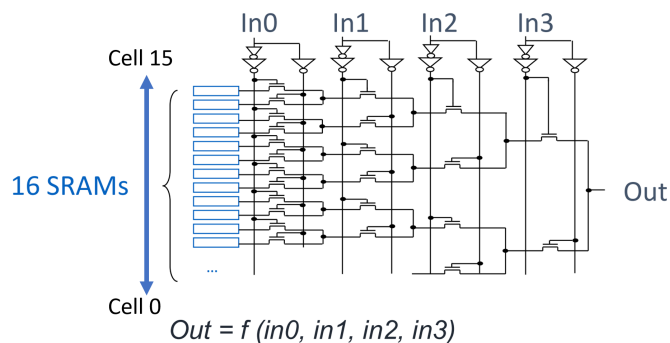 In0 In1 In2 In3
Cell 15
16 SRAMs
Out
...
Cell 0
Out = f (in0, in1, in2, in3)